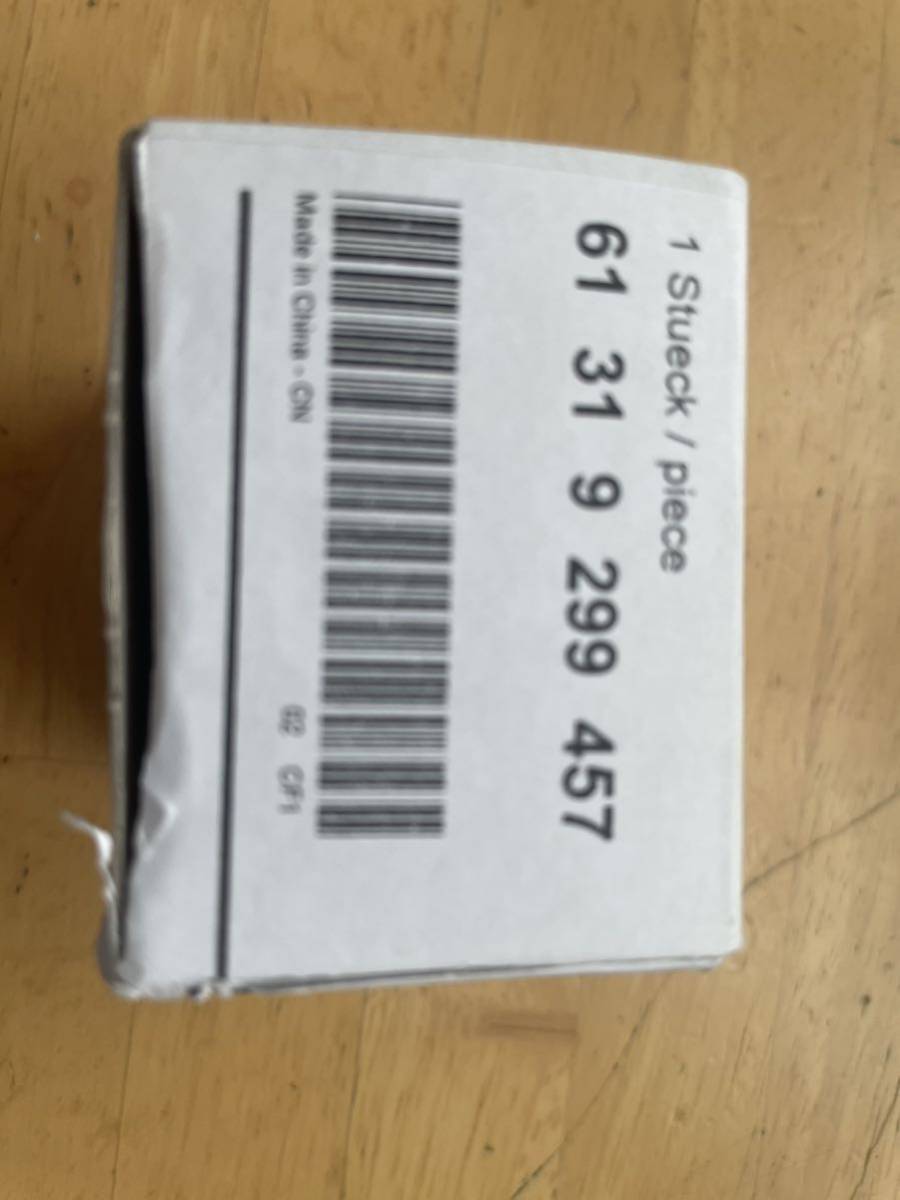 1 Stueck / piece
61 31 9 299 457
Made in China - CN
02 CF1